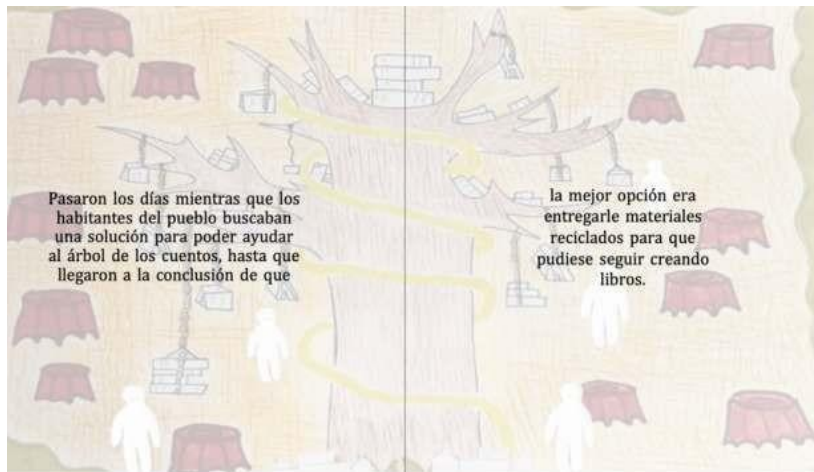 Pasaron los días mientras que los
habitantes del pueblo buscaban
una solución para poder ayudar
al árbol de los cuentos, hasta que
llegaron a la conclusión de que
la mejor opción era
entregarle materiales
reciclados para que
pudiese seguir creando
libros.